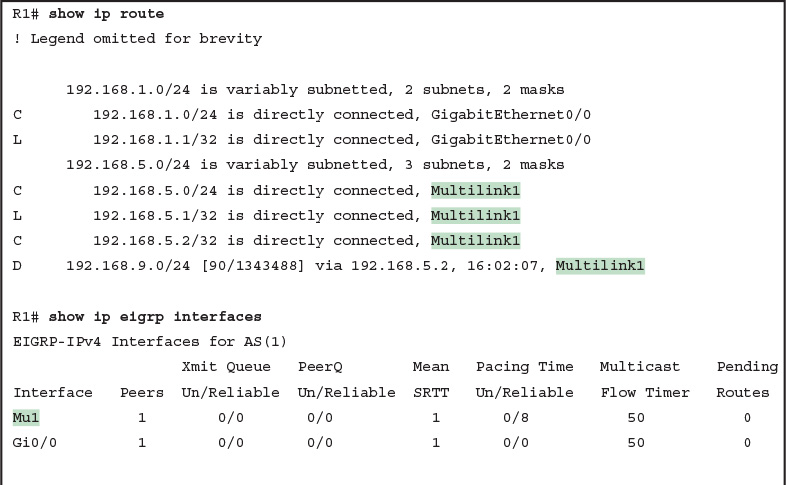 R1# show ip route
! Legend omitted for brevity
192.168.1.0/24 is variably subnetted, 2 subnets, 2 masks
C 192.168.1.0/24 is directly connected, GigabitEthernet0/0
L 192.168.1.1/32 is directly connected, GigabitEthernet0/0
192.168.5.0/24 is variably subnetted, 3 subnets, 2 masks
C 192.168.5.0/24 is directly connected, Multilink1
L 192.168.5.1/32 is directly connected, Multilink1
C 192.168.5.2/32 is directly connected, Multilink1
D 192.168.9.0/24 [90/1343488] via 192.168.5.2, 16:02:07, Multilink1
R1# show ip eigrp interfaces
EIGRP-IPv4 Interfaces for AS(1)
Xmit Queue PeerQ Mean Pacing Time Multicast Pending
Interface Peers Un/Reliable Un/Reliable SRTT Un/Reliable Flow Timer Routes
Mu1 1 0/0 0/0 1 0/8 50 0
Gi0/0 1 0/0 0/0 1 0/0 50 0